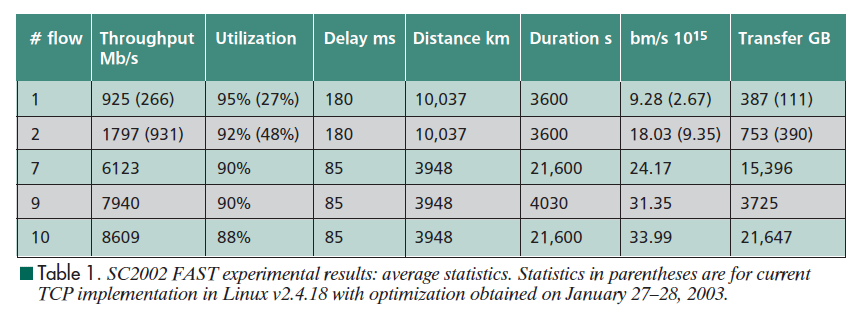 # flow Throughput Mb/s Utilization Delay ms Distance km Duration s bm/s 10¹⁵ Transfer GB
1 925 (266) 95% (27%) 180 10,037 3600 9.28 (2.67) 387 (111)
2 1797 (931) 92% (48%) 180 10,037 3600 18.03 (9.35) 753 (390)
7 6123 90% 85 3948 21,600 24.17 15,396
9 7940 90% 85 3948 4030 31.35 3725
10 8609 88% 85 3948 21,600 33.99 21,647
Table 1. SC2002 FAST experimental results: average statistics. Statistics in parentheses are for current
TCP implementation in Linux v2.4.18 with optimization obtained on January 27–28, 2003.